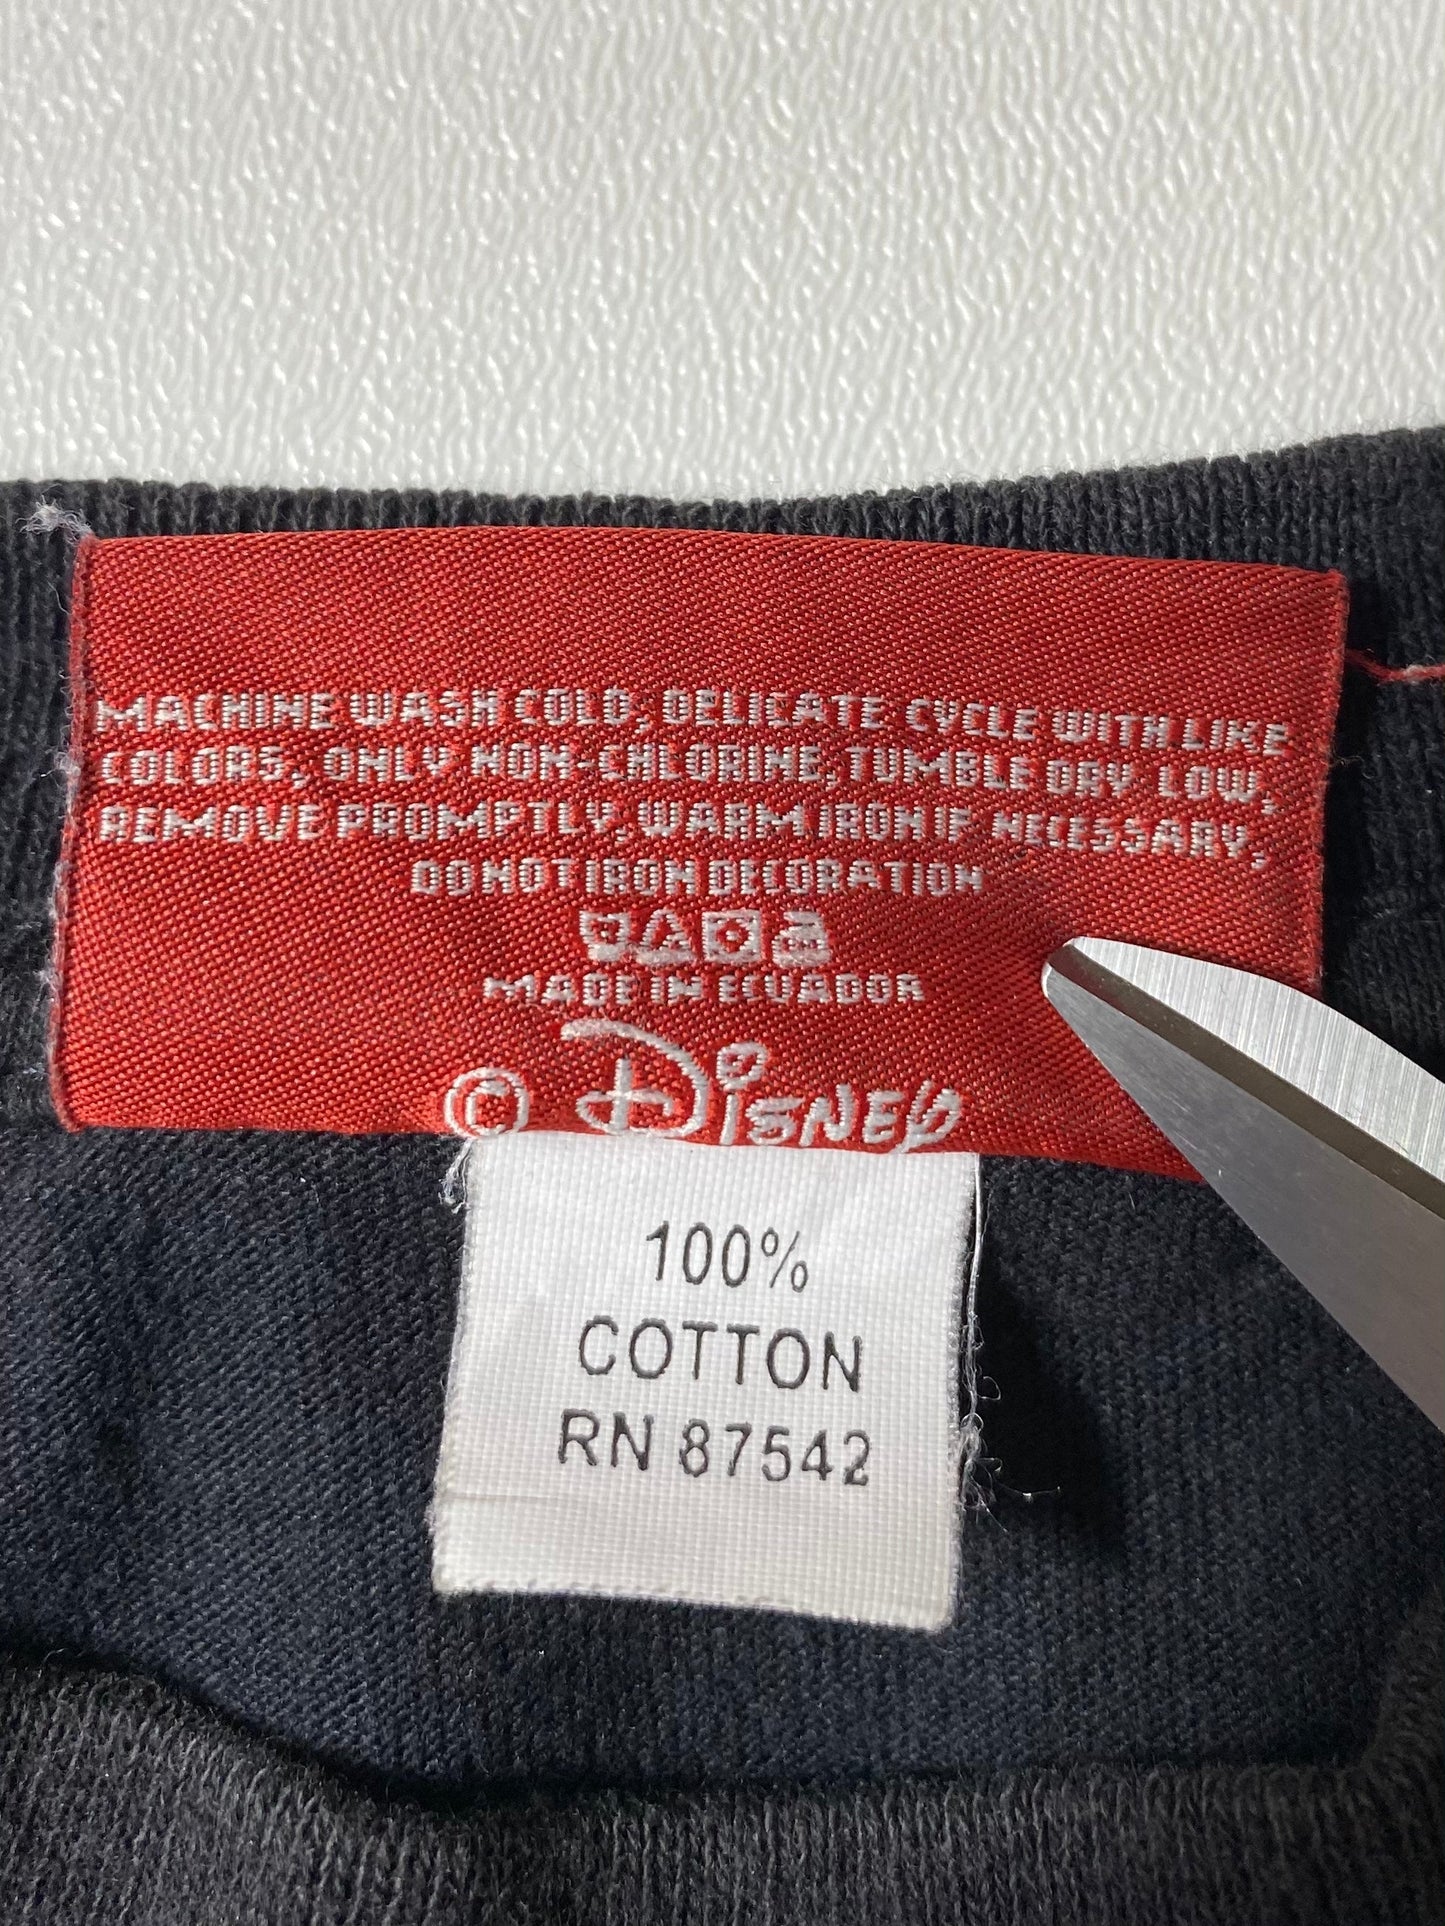 MACHINE WASH COLD, DELICATE CYCLE WITH LIKE
COLORS, ONLY NON-CHLORINE, TUMBLE DRY LOW,
REMOVE PROMPTLY, WARM IRON IF NECESSARY,
DO NOT IRON DECORATION
MADE IN ECUADOR
© Disney
100%
COTTON
RN 87542